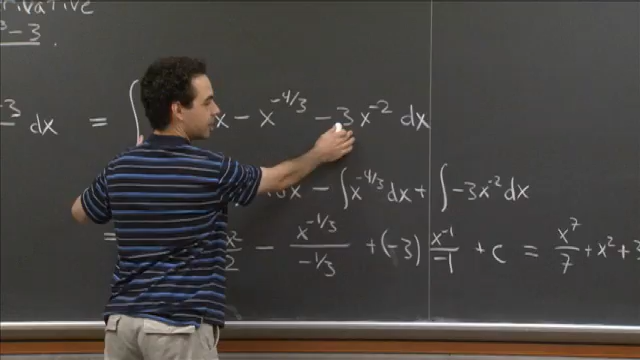 rivative
³-3.
-3 dx = ∫ x - x^{-4/3} - 3x^{-2} dx
dx - ∫ x^{-4/3} dx + ∫ -3x^{-2} dx
= x²/2 - x^{-1/3}/(-1/3) + (-3) x^{-1}/-1 + C = x⁷/7 + x² + 3